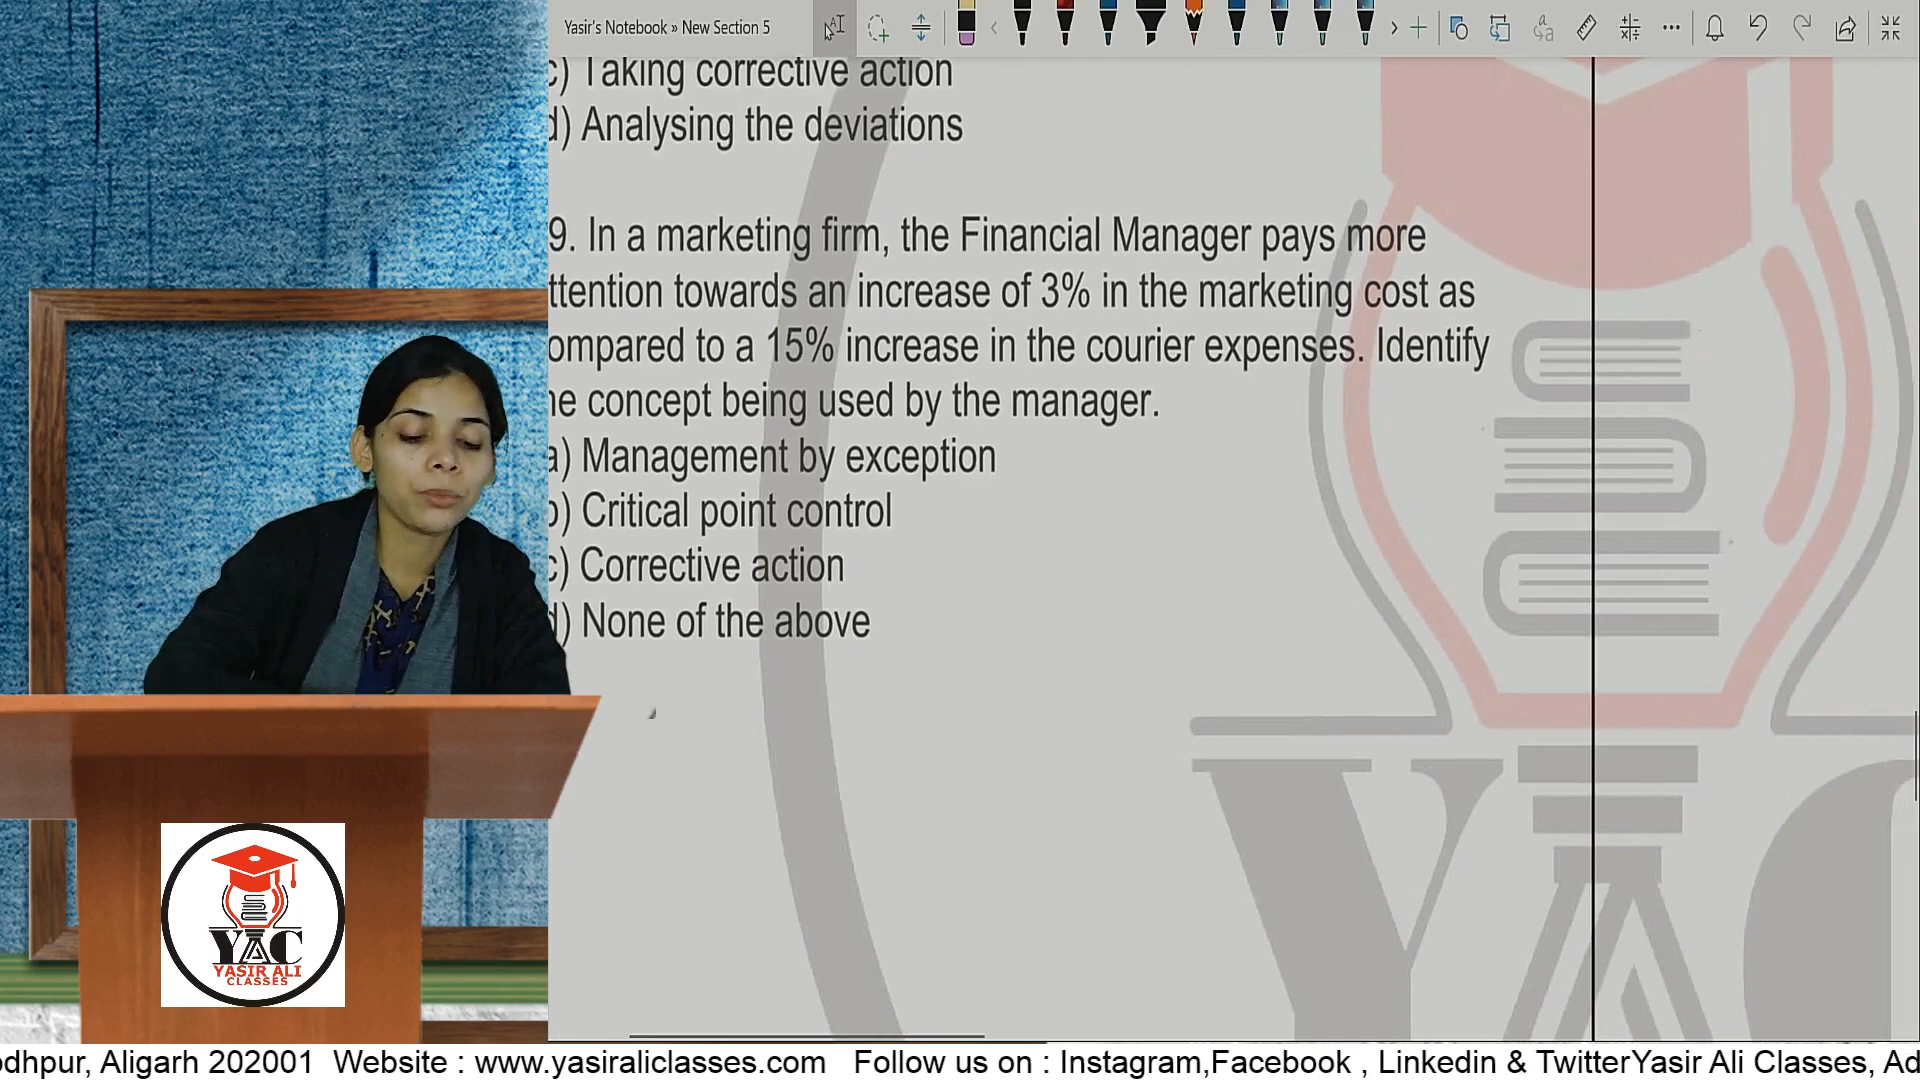 Yasir's Notebook » New Section 5
c) Taking corrective action
d) Analysing the deviations
9. In a marketing firm, the Financial Manager pays more
ttention towards an increase of 3% in the marketing cost as
ompared to a 15% increase in the courier expenses. Identify
he concept being used by the manager.
a) Management by exception
b) Critical point control
c) Corrective action
d) None of the above
YAC
YAC
YASIR ALI
CLASSES
odhpur, Aligarh 202001 Website : www.yasiraliclasses.com Follow us on : Instagram,Facebook , Linkedin & TwitterYasir Ali Classes, Ad